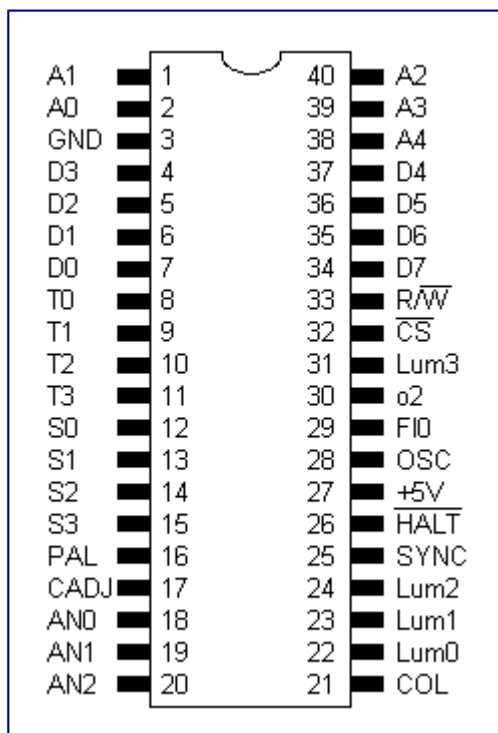 A1 1 40 A2
A0 2 39 A3
GND 3 38 A4
D3 4 37 D4
D2 5 36 D5
D1 6 35 D6
D0 7 34 D7
T0 8 33 R/W̅
T1 9 32 C̅S̅
T2 10 31 Lum3
T3 11 30 o2
S0 12 29 FI0
S1 13 28 OSC
S2 14 27 +5V
S3 15 26 H̅A̅L̅T̅
PAL 16 25 SYNC
CADJ 17 24 Lum2
AN0 18 23 Lum1
AN1 19 22 Lum0
AN2 20 21 COL